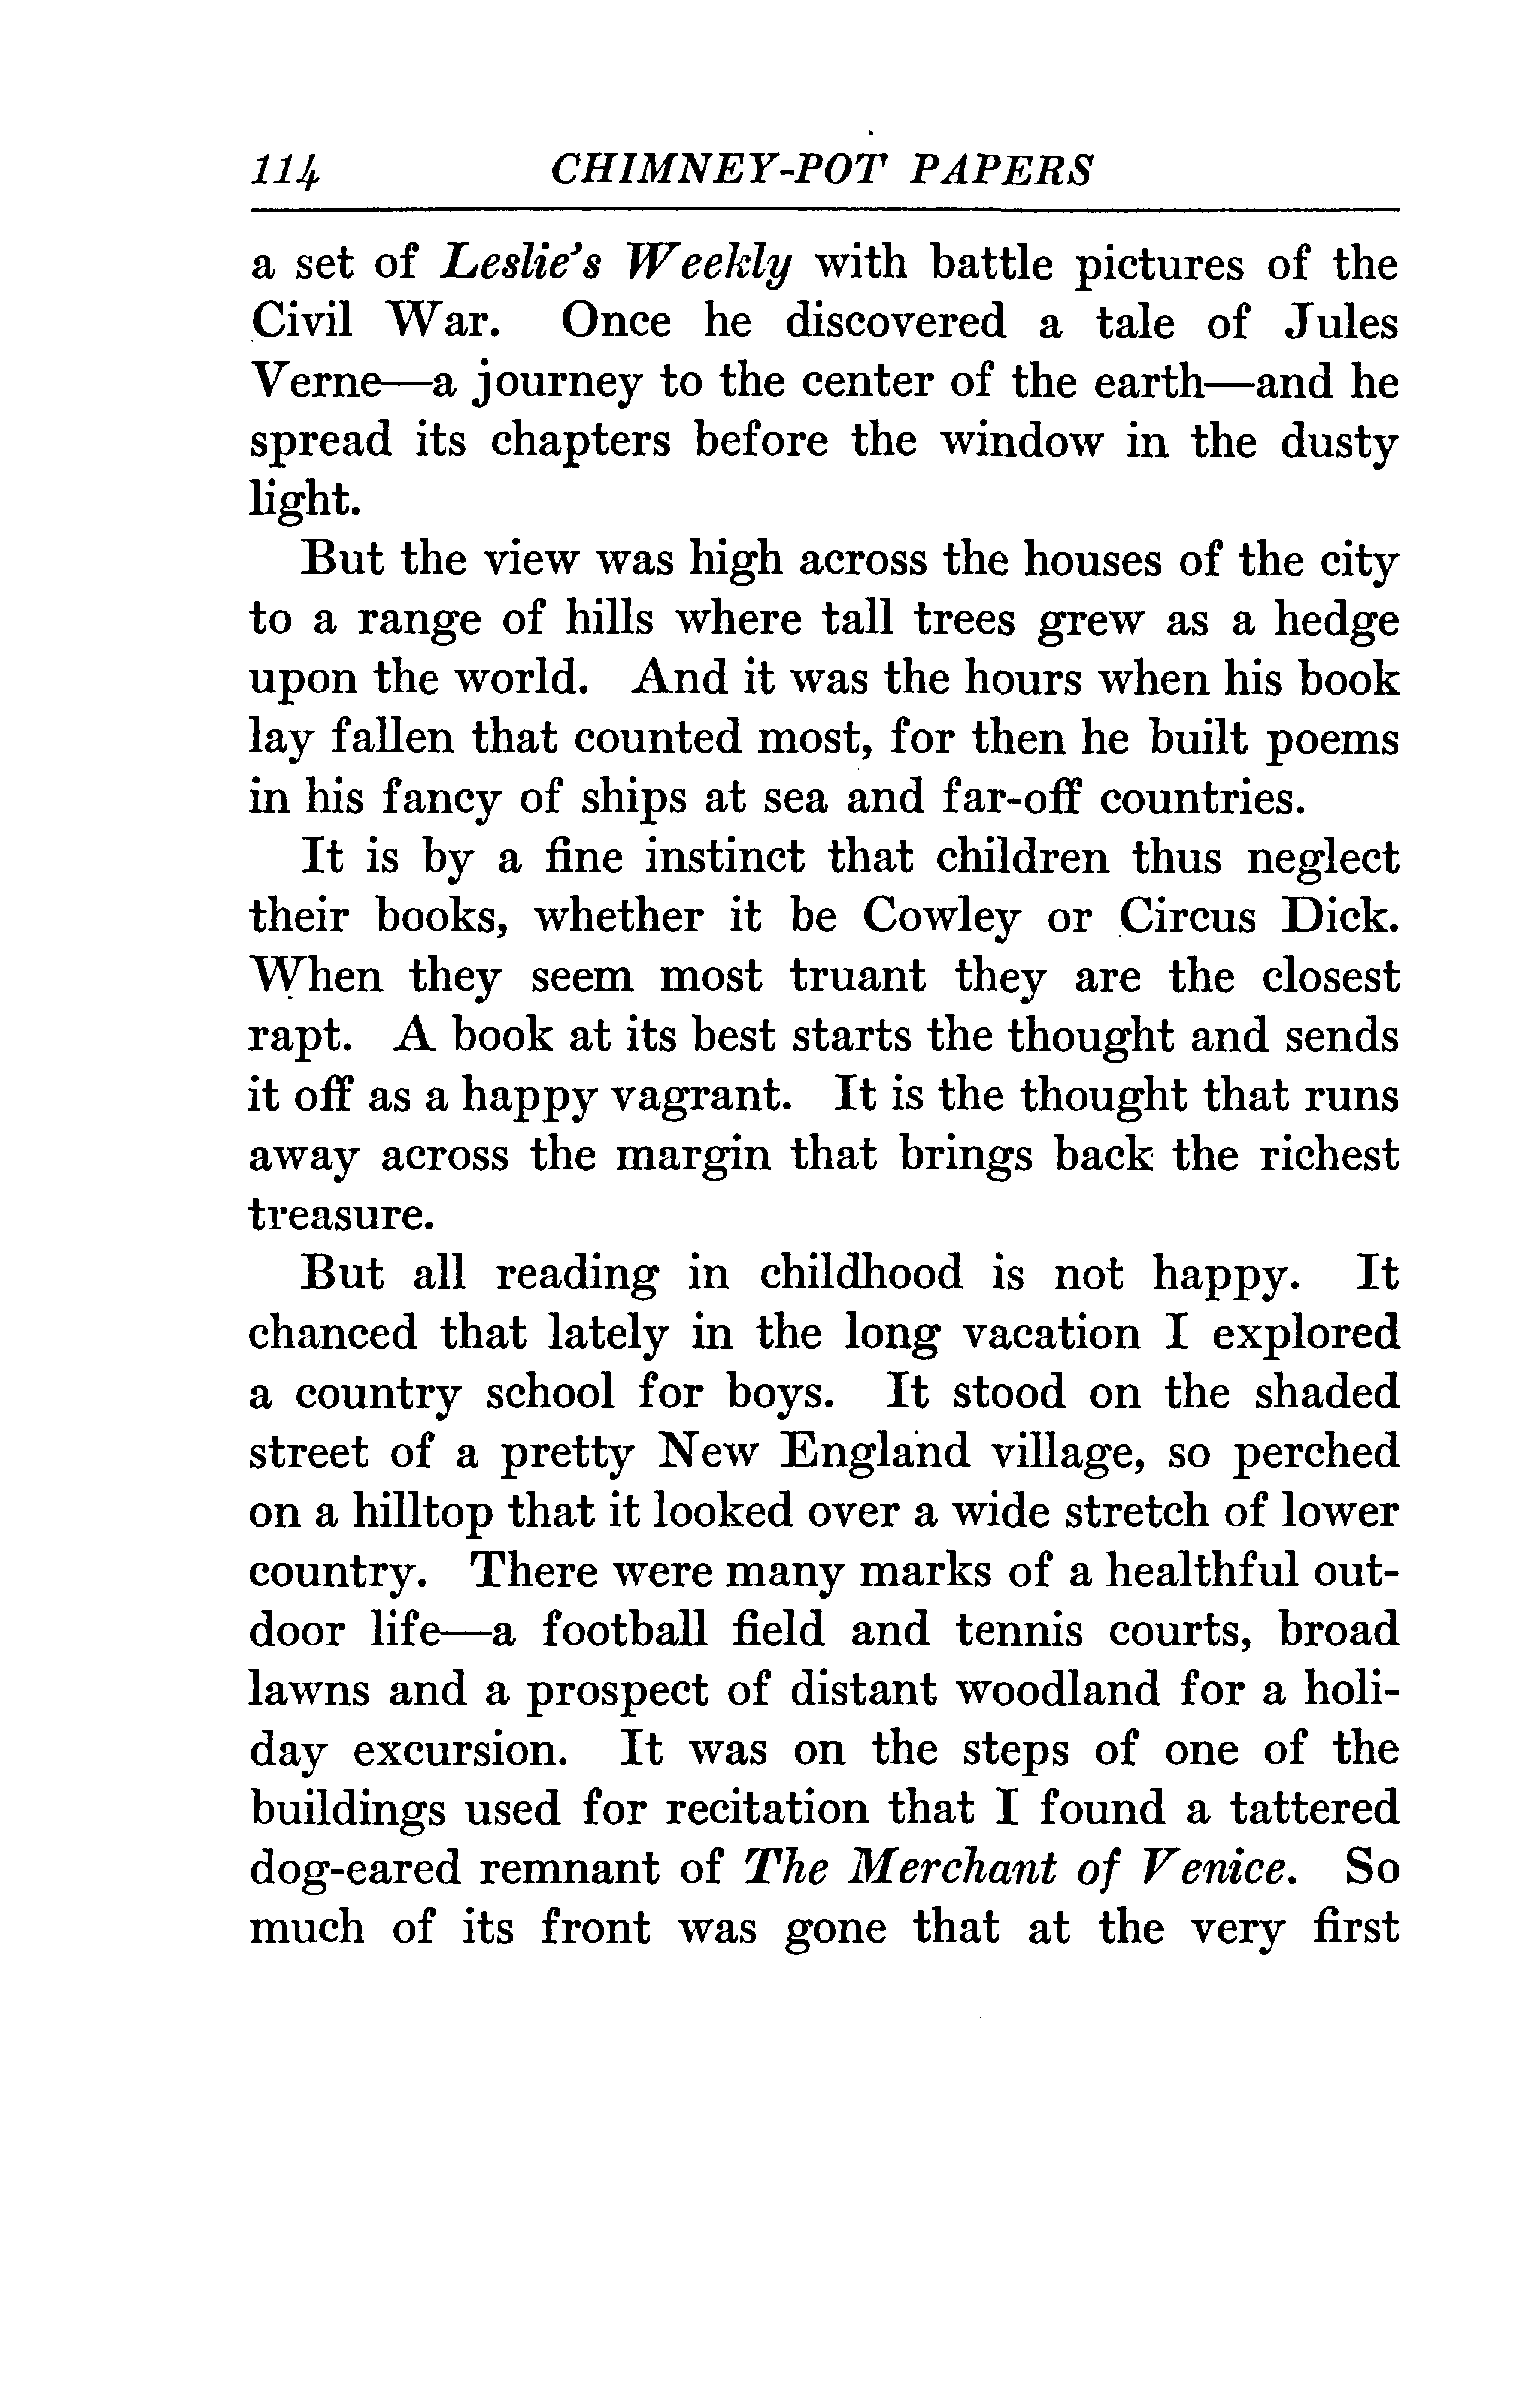 114 CHIMNEY-POT PAPERS
a set of Leslie's Weekly with battle pictures of the
Civil War. Once he discovered a tale of Jules
Verne—a journey to the center of the earth—and he
spread its chapters before the window in the dusty
light.
But the view was high across the houses of the city
to a range of hills where tall trees grew as a hedge
upon the world. And it was the hours when his book
lay fallen that counted most, for then he built poems
in his fancy of ships at sea and far-off countries.
It is by a fine instinct that children thus neglect
their books, whether it be Cowley or Circus Dick.
When they seem most truant they are the closest
rapt. A book at its best starts the thought and sends
it off as a happy vagrant. It is the thought that runs
away across the margin that brings back the richest
treasure.
But all reading in childhood is not happy. It
chanced that lately in the long vacation I explored
a country school for boys. It stood on the shaded
street of a pretty New England village, so perched
on a hilltop that it looked over a wide stretch of lower
country. There were many marks of a healthful out-
door life—a football field and tennis courts, broad
lawns and a prospect of distant woodland for a holi-
day excursion. It was on the steps of one of the
buildings used for recitation that I found a tattered
dog-eared remnant of The Merchant of Venice. So
much of its front was gone that at the very first